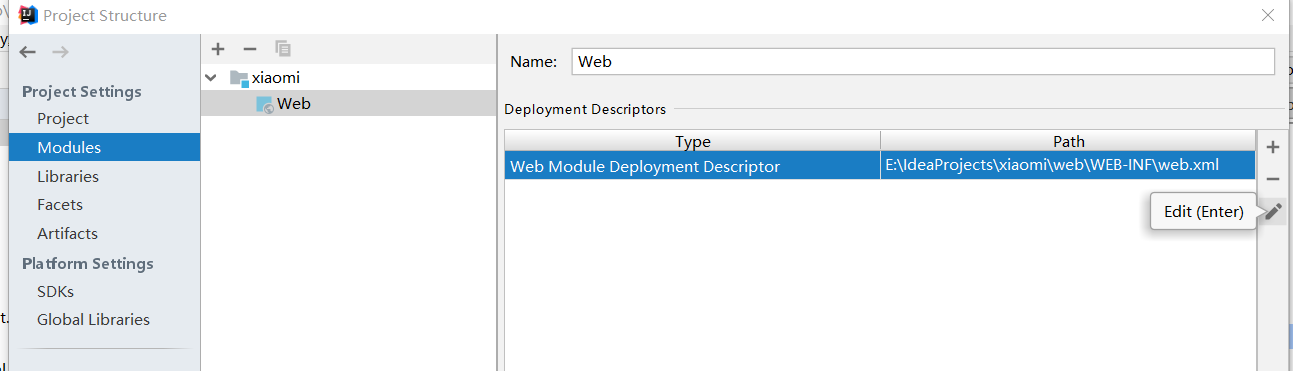 Project Structure
Project Settings
Project
Modules
Libraries
Facets
Artifacts
Platform Settings
SDKs
Global Libraries
xiaomi
Web
Name: Web
Deployment Descriptors
Type Path
Web Module Deployment Descriptor E:\IdeaProjects\xiaomi\web\WEB-INF\web.xml
Edit (Enter)